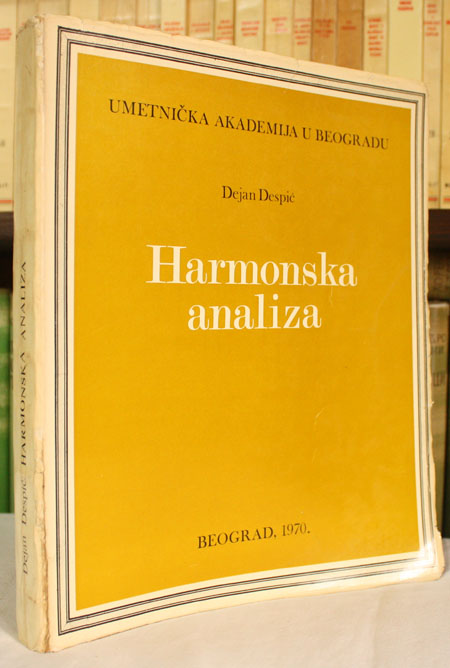 UMETNIČKA AKADEMIJA U BEOGRADU
Dejan Despić
Harmonska
analiza
BEOGRAD, 1970.
Dejan Despić: HARMONSKA ANALIZA